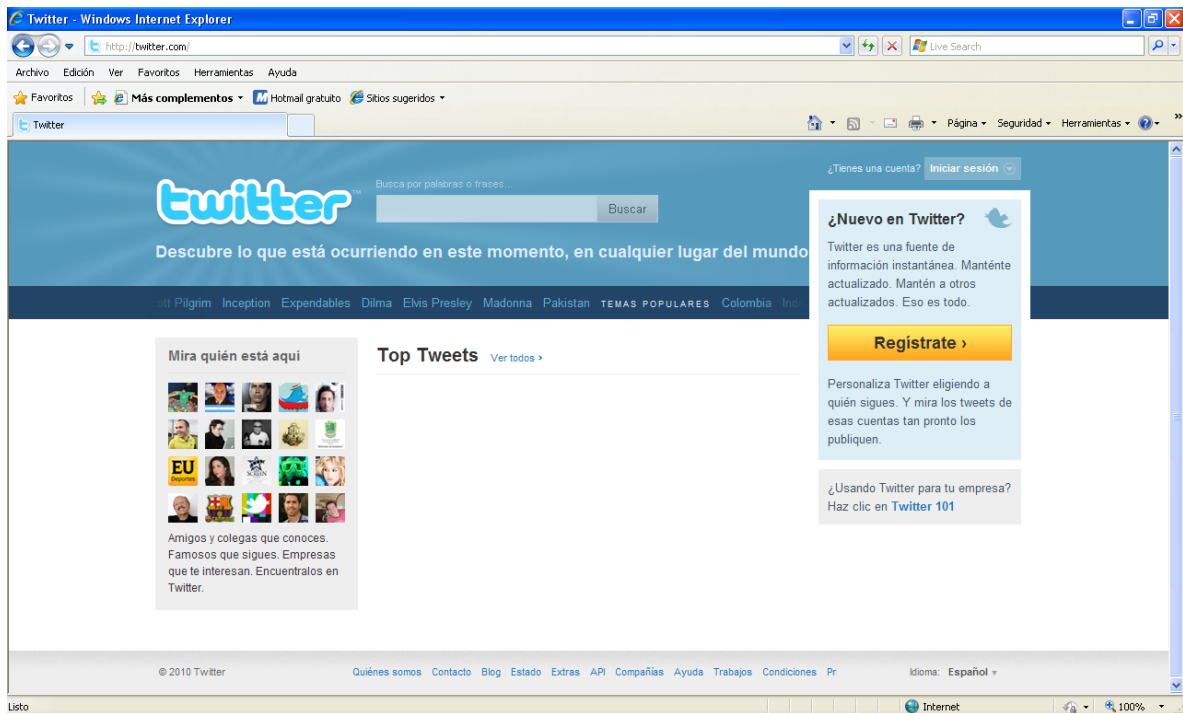 Twitter - Windows Internet Explorer
http://twitter.com/
Live Search
Archivo Edición Ver Favoritos Herramientas Ayuda
Favoritos Más complementos Hotmail gratuito Sitios sugeridos
Twitter
Página Seguridad Herramientas »
¿Tienes una cuenta? Iniciar sesión
twitter™
Busca por palabras o frases...
Buscar
Descubre lo que está ocurriendo en este momento, en cualquier lugar del mundo
Pilgrim Inception Expendables Dilma Elvis Presley Madonna Pakistan TEMAS POPULARES Colombia
¿Nuevo en Twitter?
Twitter es una fuente de
información instantánea. Manténte
actualizado. Mantén a otros
actualizados. Eso es todo.
Regístrate ›
Personaliza Twitter eligiendo a
quién sigues. Y mira los tweets de
esas cuentas tan pronto los
publiquen.
¿Usando Twitter para tu empresa?
Haz clic en Twitter 101
Mira quién está aquí
EU
Deportes
Amigos y colegas que conoces.
Famosos que sigues. Empresas
que te interesan. Encuentralos en
Twitter.
Top Tweets Ver todos ›
© 2010 Twitter
Quiénes somos Contacto Blog Estado Extras API Compañías Ayuda Trabajos Condiciones Pr
Idioma: Español
Listo
Internet
100%